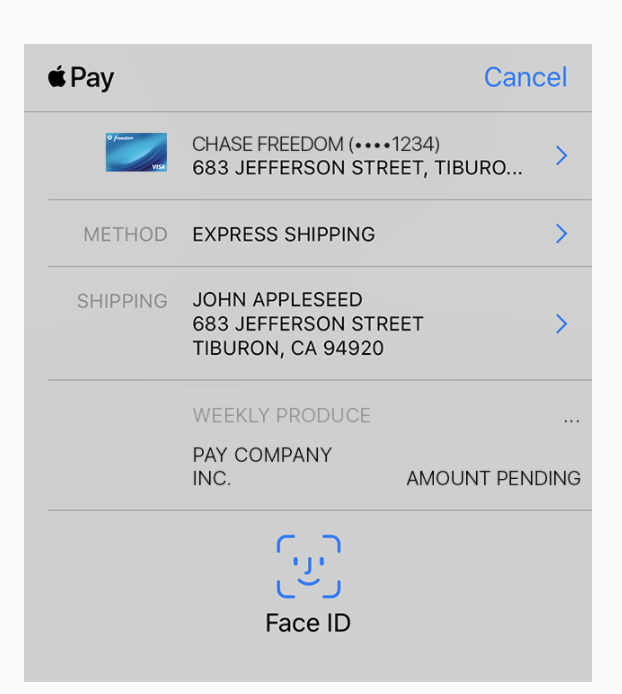 Pay
Cancel
freedom
VISA
CHASE FREEDOM (••••1234)
683 JEFFERSON STREET, TIBURO...
METHOD
EXPRESS SHIPPING
SHIPPING
JOHN APPLESEED
683 JEFFERSON STREET
TIBURON, CA 94920
WEEKLY PRODUCE
...
PAY COMPANY
INC.
AMOUNT PENDING
Face ID